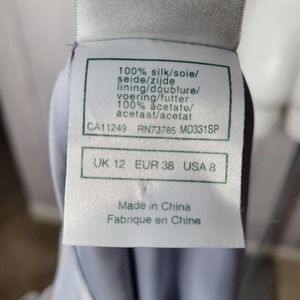 100% silk/soie/
seide/zijde
lining/doublure/
voering/futter
100% acetate/
acetaat/acetat
CA11249 RN73785 MD331SP
UK 12 EUR 38 USA 8
Made in China
Fabriqué en Chine